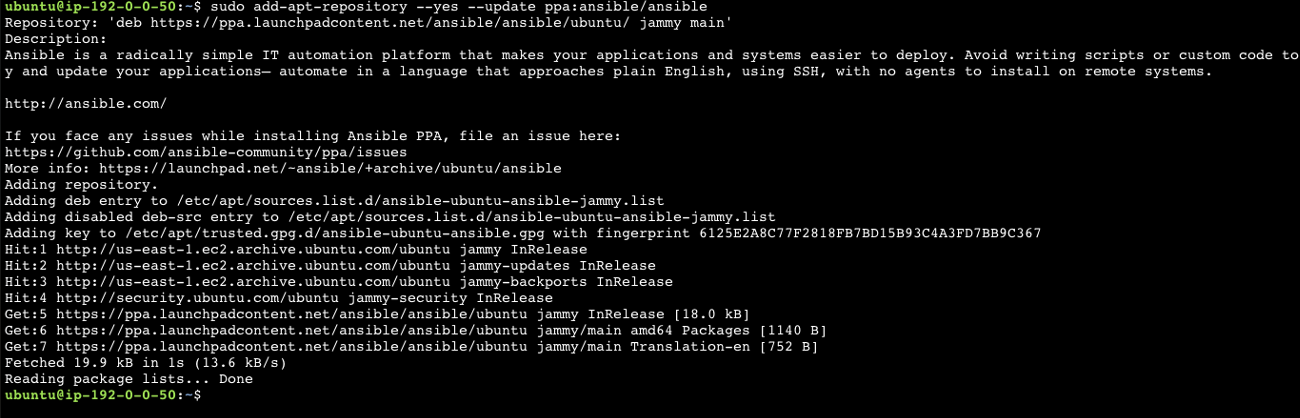 ubuntu@ip-192-0-0-50:~$ sudo add-apt-repository --yes --update ppa:ansible/ansible
Repository: 'deb https://ppa.launchpadcontent.net/ansible/ansible/ubuntu/ jammy main'
Description:
Ansible is a radically simple IT automation platform that makes your applications and systems easier to deploy. Avoid writing scripts or custom code to
y and update your applications— automate in a language that approaches plain English, using SSH, with no agents to install on remote systems.
http://ansible.com/
If you face any issues while installing Ansible PPA, file an issue here:
https://github.com/ansible-community/ppa/issues
More info: https://launchpad.net/~ansible/+archive/ubuntu/ansible
Adding repository.
Adding deb entry to /etc/apt/sources.list.d/ansible-ubuntu-ansible-jammy.list
Adding disabled deb-src entry to /etc/apt/sources.list.d/ansible-ubuntu-ansible-jammy.list
Adding key to /etc/apt/trusted.gpg.d/ansible-ubuntu-ansible.gpg with fingerprint 6125E2A8C77F2818FB7BD15B93C4A3FD7BB9C367
Hit:1 http://us-east-1.ec2.archive.ubuntu.com/ubuntu jammy InRelease
Hit:2 http://us-east-1.ec2.archive.ubuntu.com/ubuntu jammy-updates InRelease
Hit:3 http://us-east-1.ec2.archive.ubuntu.com/ubuntu jammy-backports InRelease
Hit:4 http://security.ubuntu.com/ubuntu jammy-security InRelease
Get:5 https://ppa.launchpadcontent.net/ansible/ansible/ubuntu jammy InRelease [18.0 kB]
Get:6 https://ppa.launchpadcontent.net/ansible/ansible/ubuntu jammy/main amd64 Packages [1140 B]
Get:7 https://ppa.launchpadcontent.net/ansible/ansible/ubuntu jammy/main Translation-en [752 B]
Fetched 19.9 kB in 1s (13.6 kB/s)
Reading package lists... Done
ubuntu@ip-192-0-0-50:~$